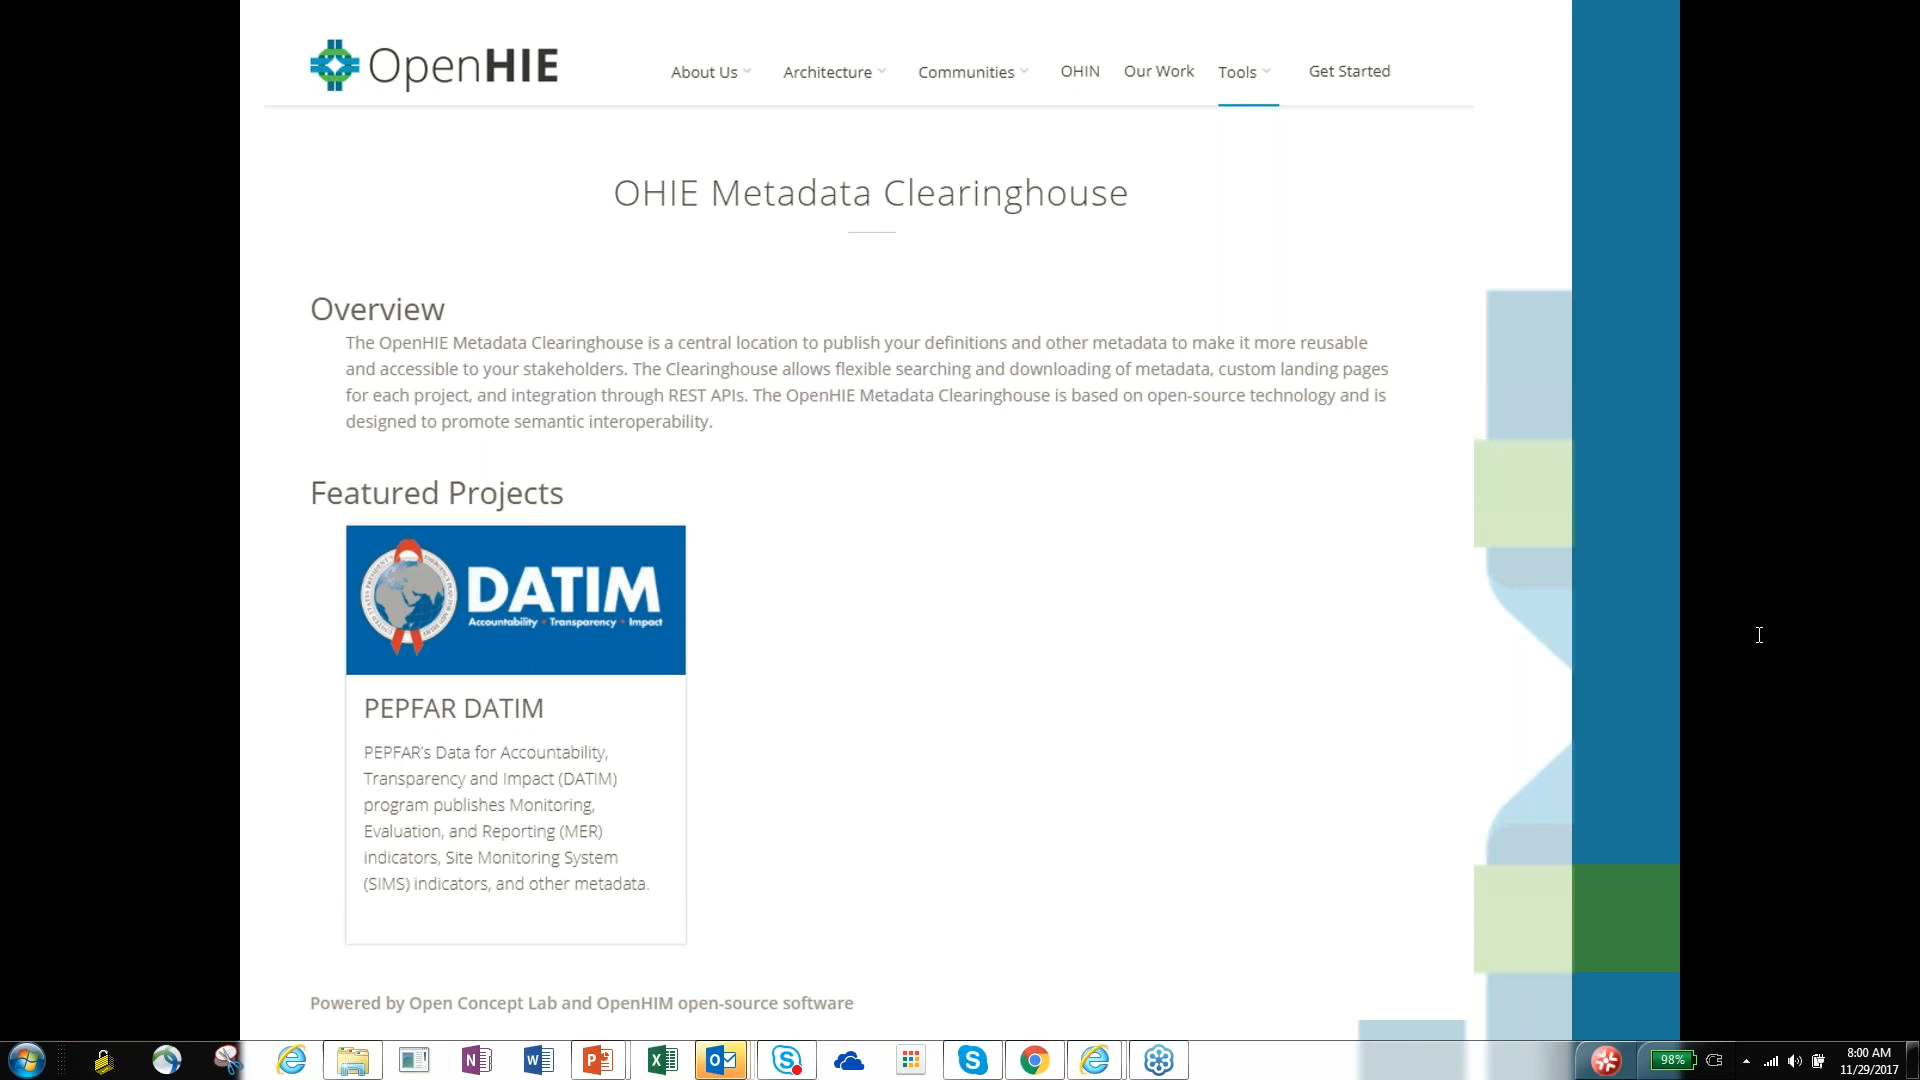 OpenHIE
About Us
Architecture
Communities
OHIN
Our Work
Tools
Get Started
OHIE Metadata Clearinghouse
Overview
The OpenHIE Metadata Clearinghouse is a central location to publish your definitions and other metadata to make it more reusable
and accessible to your stakeholders. The Clearinghouse allows flexible searching and downloading of metadata, custom landing pages
for each project, and integration through REST APIs. The OpenHIE Metadata Clearinghouse is based on open-source technology and is
designed to promote semantic interoperability.
Featured Projects
DATIM
Accountability • Transparency • Impact
PEPFAR DATIM
PEPFAR's Data for Accountability,
Transparency and Impact (DATIM)
program publishes Monitoring,
Evaluation, and Reporting (MER)
indicators, Site Monitoring System
(SIMS) indicators, and other metadata.
Powered by Open Concept Lab and OpenHIM open-source software
98%
8:00 AM
11/29/2017